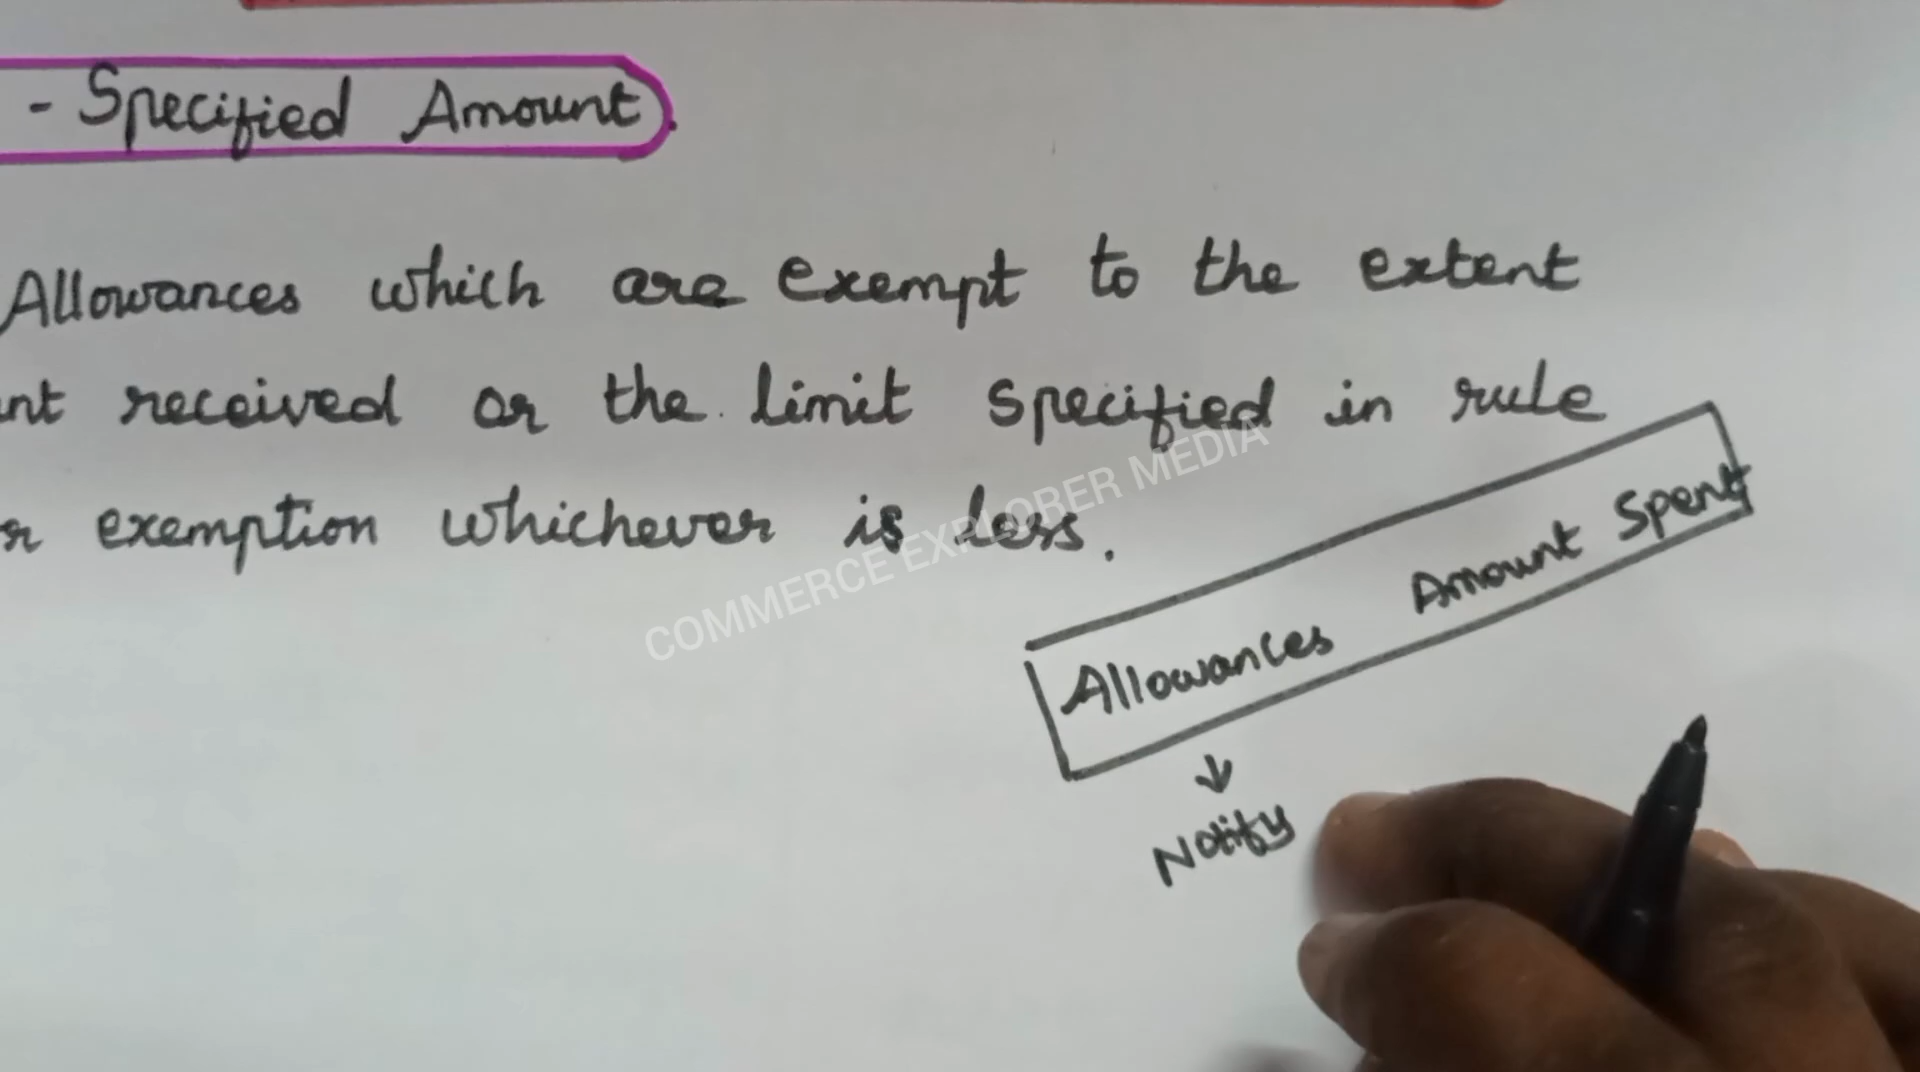 - Specified Amount
Allowances which are exempt to the extent
nt received or the limit specified in rule
r exemption whichever is less.
COMMERCE EXPLORER MEDIA
Allowances Amount Spent
↓
Notify